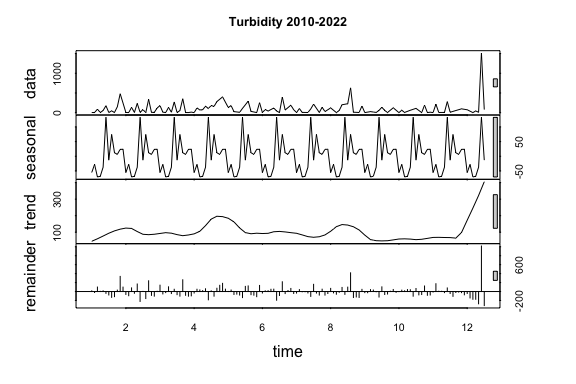 Turbidity 2010-2022
data
0 1000
seasonal
-50 50
trend
100 300
remainder
-200 600
2 4 6 8 10 12
time